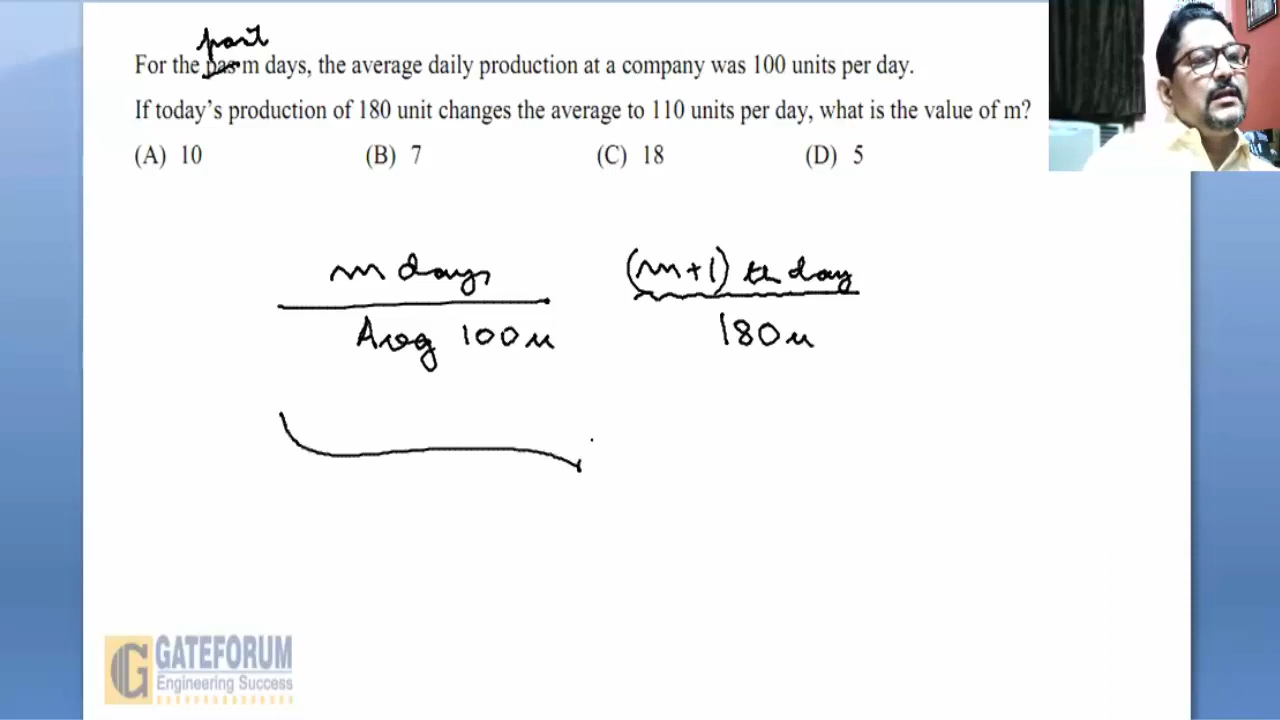 past
For the pas m days, the average daily production at a company was 100 units per day.
If today's production of 180 unit changes the average to 110 units per day, what is the value of m?
(A) 10 (B) 7 (C) 18 (D) 5
m days (m+1) th day
Avg 100u 180u
GATEFORUM
Engineering Success